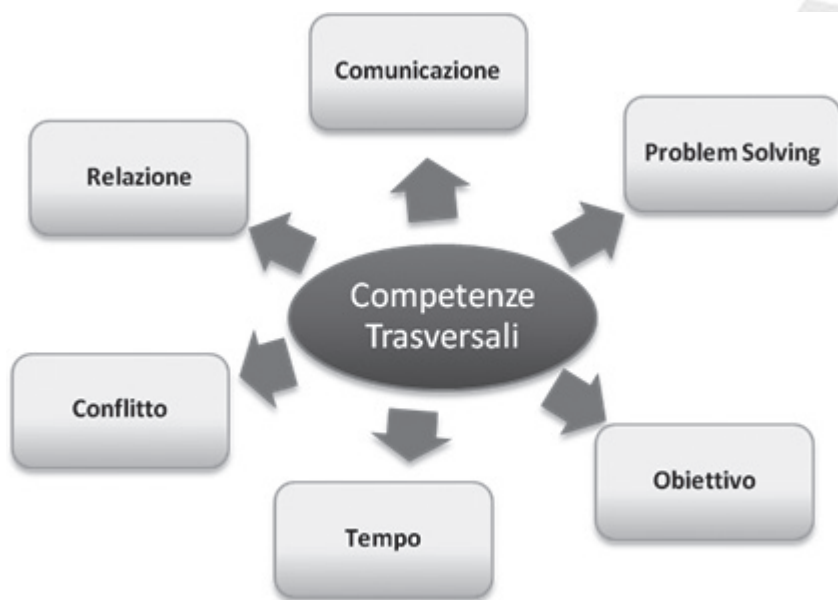 Comunicazione
Problem Solving
Relazione
Competenze
Trasversali
Conflitto
Obiettivo
Tempo